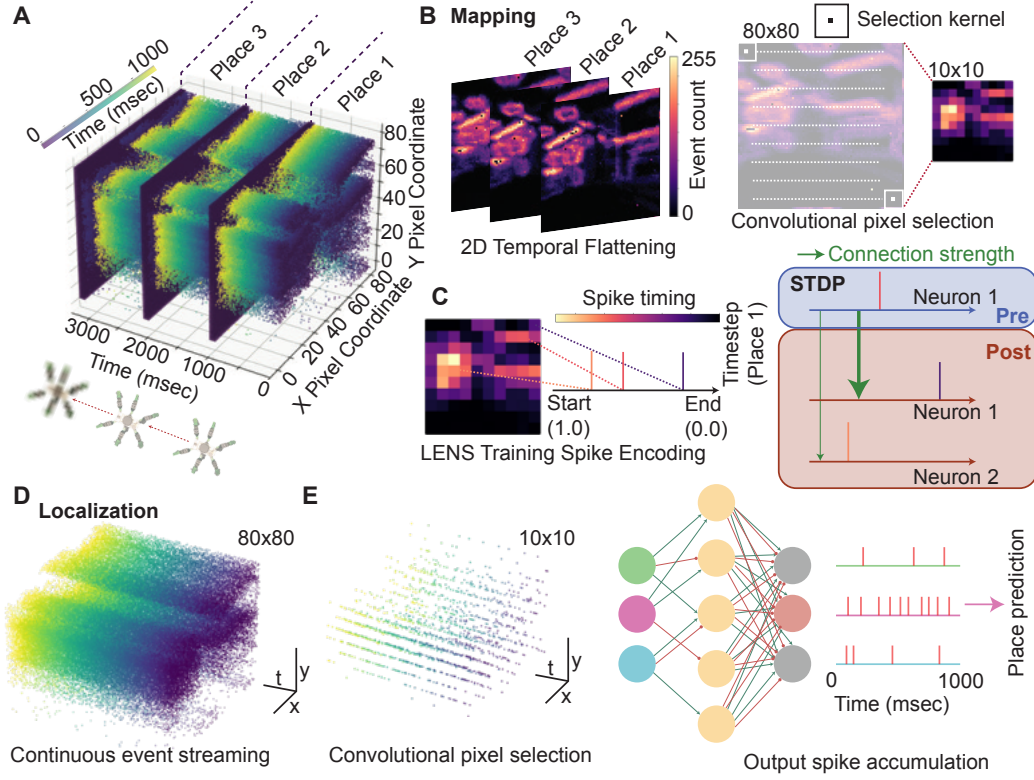 A
0
500
1000
Time (msec)
Place 3
Place 2
Place 1
80
60
40
20
0
Y Pixel Coordinate
3000
2000
1000
0
Time (msec)
0
20
40
60
80
X Pixel Coordinate
B
Mapping
Place 3
Place 2
Place 1
255
0
Event count
2D Temporal Flattening
Selection kernel
80x80
10x10
Convolutional pixel selection
C
Spike timing
Start
(1.0)
End
(0.0)
Timestep
(Place 1)
LENS Training Spike Encoding
Connection strength
STDP
Neuron 1
Pre
Post
Neuron 1
Neuron 2
D
Localization
80x80
t
y
x
Continuous event streaming
E
10x10
t
y
x
Convolutional pixel selection
0
1000
Time (msec)
Place prediction
Output spike accumulation